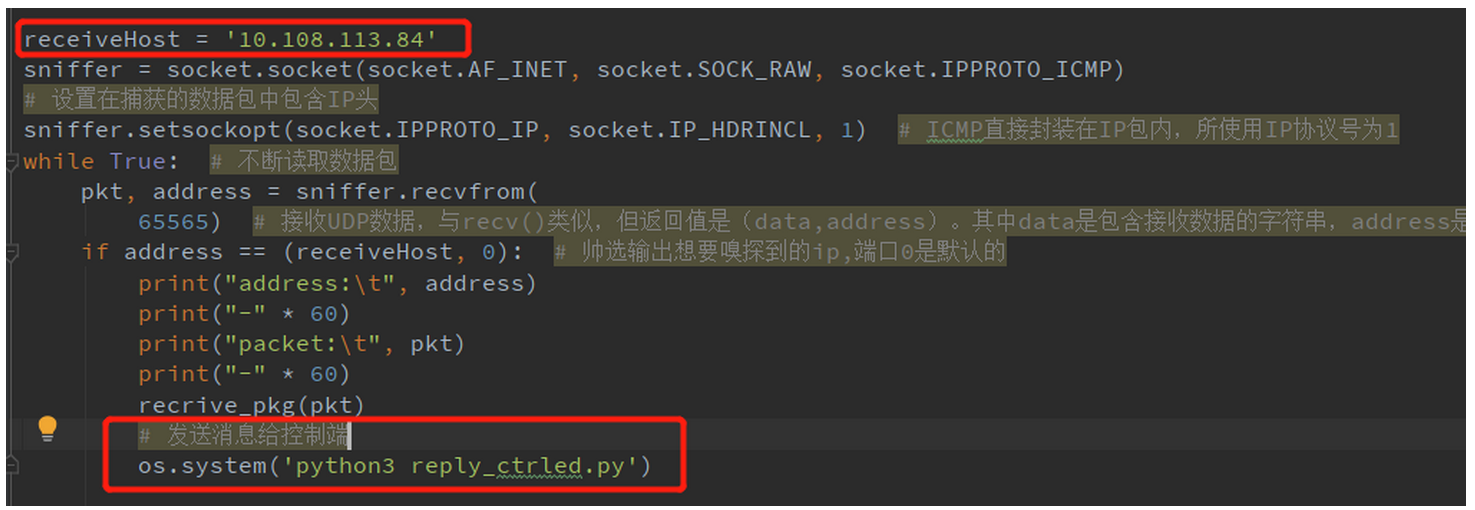 receiveHost = '10.108.113.84'
sniffer = socket.socket(socket.AF_INET, socket.SOCK_RAW, socket.IPPROTO_ICMP)
# 设置在捕获的数据包中包含IP头
sniffer.setsockopt(socket.IPPROTO_IP, socket.IP_HDRINCL, 1)  # ICMP直接封装在IP包内，所使用IP协议号为1
while True:  # 不断读取数据包
    pkt, address = sniffer.recvfrom(
        65565)  # 接收UDP数据，与recv()类似，但返回值是（data,address）。其中data是包含接收数据的字符串，address是
    if address == (receiveHost, 0):  # 帅选输出想要嗅探到的ip,端口0是默认的
        print("address:\t", address)
        print("-" * 60)
        print("packet:\t", pkt)
        print("-" * 60)
        recrive_pkg(pkt)
        # 发送消息给控制端
        os.system('python3 reply_ctrled.py')